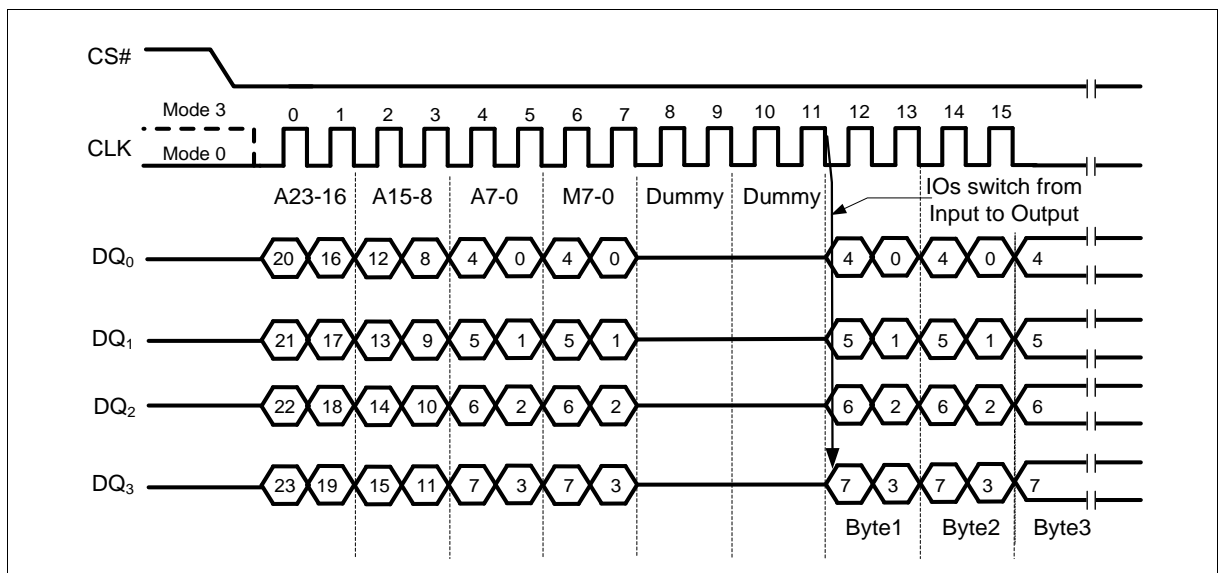 CS#
Mode 3
0 1 2 3 4 5 6 7 8 9 10 11 12 13 14 15
CLK
Mode 0
A23-16 A15-8 A7-0 M7-0 Dummy Dummy
IOs switch from
Input to Output
DQ₀ 20 16 12 8 4 0 4 0 4 0 4 0 4
DQ₁ 21 17 13 9 5 1 5 1 5 1 5 1 5
DQ₂ 22 18 14 10 6 2 6 2 6 2 6 2 6
DQ₃ 23 19 15 11 7 3 7 3 7 3 7 3 7
Byte1 Byte2 Byte3